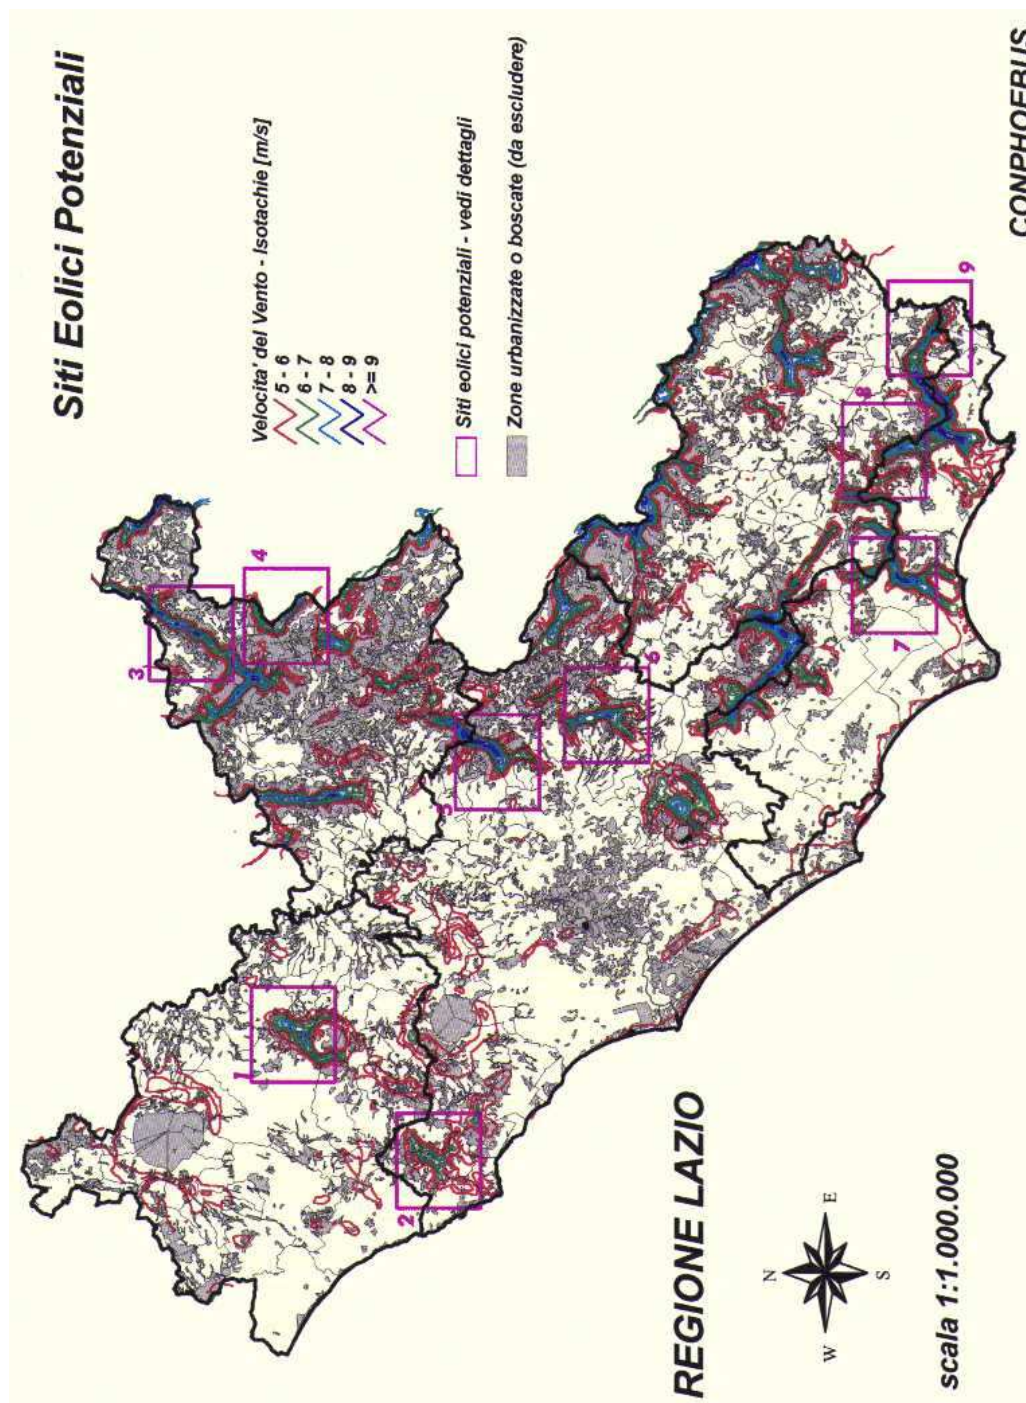 Siti Eolici Potenziali
Velocita' del Vento - Isotachie [m/s]
5 - 6
6 - 7
7 - 8
8 - 9
>= 9
Siti eolici potenziali - vedi dettagli
Zone urbanizzate o boscate (da escludere)
1
2
3
4
5
6
7
8
9
REGIONE LAZIO
N
W
E
S
scala 1:1.000.000
CONPHOEBUS